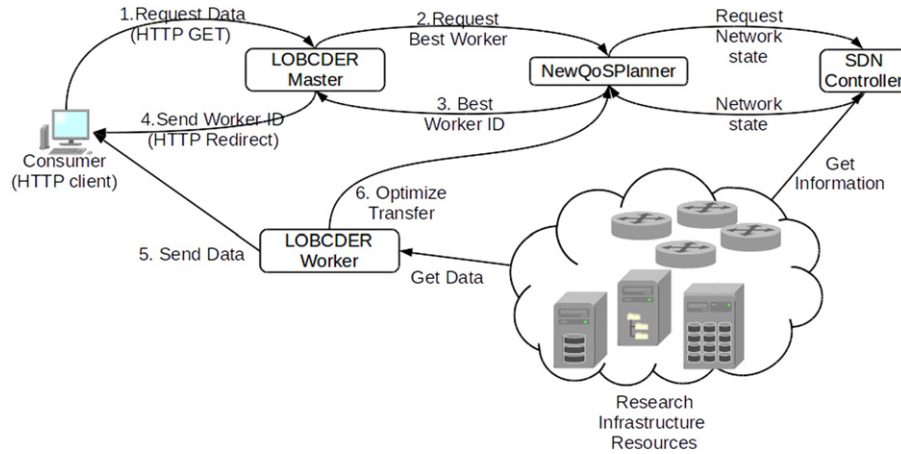 1.Request Data
(HTTP GET)
2.Request
Best Worker
Request
Network
state
LOBCDER
Master
NewQoSPlanner
SDN
Controller
3. Best
Worker ID
Network
state
4.Send Worker ID
(HTTP Redirect)
Consumer
(HTTP client)
Get
Information
6. Optimize
Transfer
5. Send Data
LOBCDER
Worker
Get Data
Research
Infrastructure
Resources